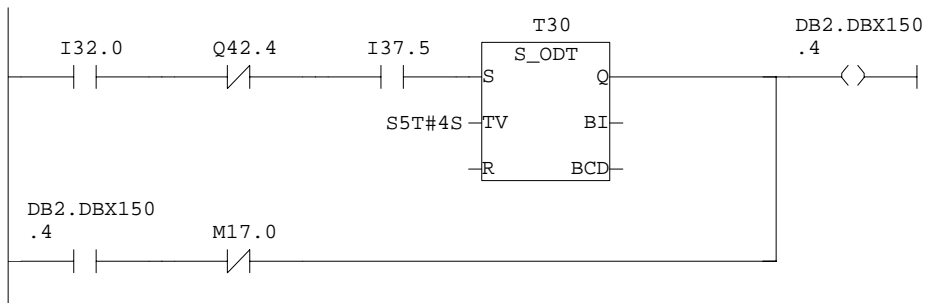 T30
DB2.DBX150
.4
I32.0
Q42.4
I37.5
S_ODT
S
Q
S5T#4S
TV
BI
R
BCD
DB2.DBX150
.4
M17.0